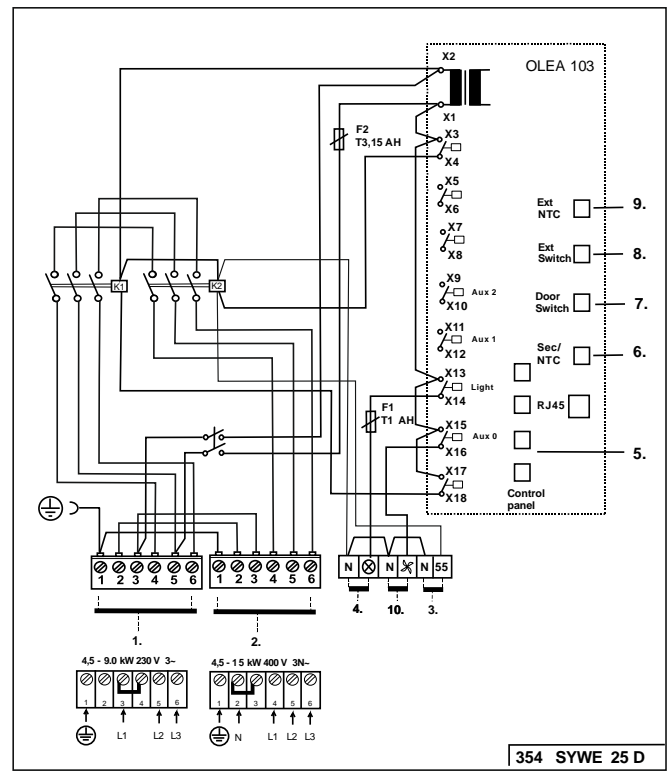 X2
OLEA 103
X1
F2
T3,15 AH
X3
X4
X5
X6
Ext
NTC
9.
X7
X8
Ext
Switch
8.
K1
K2
X9
Aux 2
X10
Door
Switch
7.
X11
Aux 1
X12
Sec/
NTC
6.
X13
Light
X14
F1
T1 AH
RJ45
X15
Aux 0
X16
5.
X17
X18
Control
panel
1 2 3 4 5 6
1 2 3 4 5 6
N N N 55
4. 10. 3.
1. 2.
4,5 - 9.0 kW 230 V 3~
1 2 3 4 5 6
L1 L2 L3
4,5 - 15 kW 400 V 3N~
1 2 3 4 5 6
N L1 L2 L3
354 SYWE 25 D